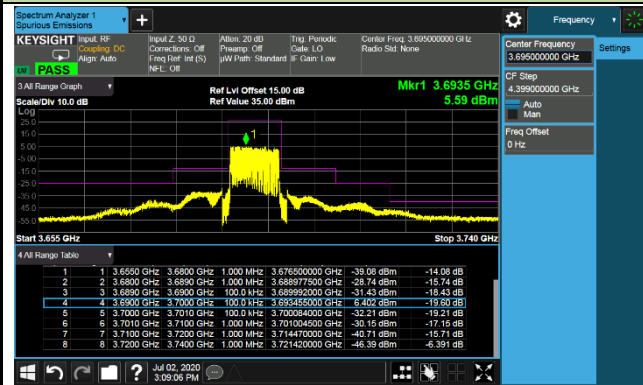 Spectrum Analyzer 1
Spurious Emissions
Frequency
KEYSIGHT Input: RF Input Z: 50 Ω Atten: 20 dB Trig: Periodic Center Freq: 3.695000000 GHz
Coupling: DC Corrections: Off Preamp: Off Gate: LO Radio Std: None
Align: Auto Freq Ref: Int (S) µW Path: Standard IF Gain: Low
NFE: Off
PASS
Center Frequency
3.695000000 GHz
Settings
CF Step
4.399000000 GHz
Auto
Man
Freq Offset
0 Hz
3 All Range Graph
Ref Lvl Offset 15.00 dB
Mkr1 3.6935 GHz
Scale/Div 10.0 dB
Ref Value 35.00 dBm
5.59 dBm
Log
25.0
15.0
5.00
-5.00
-15.0
-25.0
-35.0
-45.0
-55.0
1
Start 3.655 GHz
Stop 3.740 GHz
4 All Range Table
1 1 3.6550 GHz 3.6800 GHz 1.000 MHz 3.676500000 GHz -39.08 dBm -14.08 dB
2 2 3.6800 GHz 3.6890 GHz 1.000 MHz 3.688977500 GHz -28.74 dBm -15.74 dB
3 3 3.6890 GHz 3.6900 GHz 100.0 kHz 3.689992000 GHz -31.43 dBm -18.43 dB
4 4 3.6900 GHz 3.7000 GHz 100.0 kHz 3.693455000 GHz 6.402 dBm -19.60 dB
5 5 3.7000 GHz 3.7010 GHz 100.0 kHz 3.700084000 GHz -32.21 dBm -19.21 dB
6 6 3.7010 GHz 3.7100 GHz 1.000 MHz 3.701004500 GHz -30.15 dBm -17.15 dB
7 7 3.7100 GHz 3.7200 GHz 1.000 MHz 3.714470000 GHz -40.71 dBm -15.71 dB
8 8 3.7200 GHz 3.7400 GHz 1.000 MHz 3.721420000 GHz -46.39 dBm -6.391 dB
Jul 02, 2020
3:09:06 PM